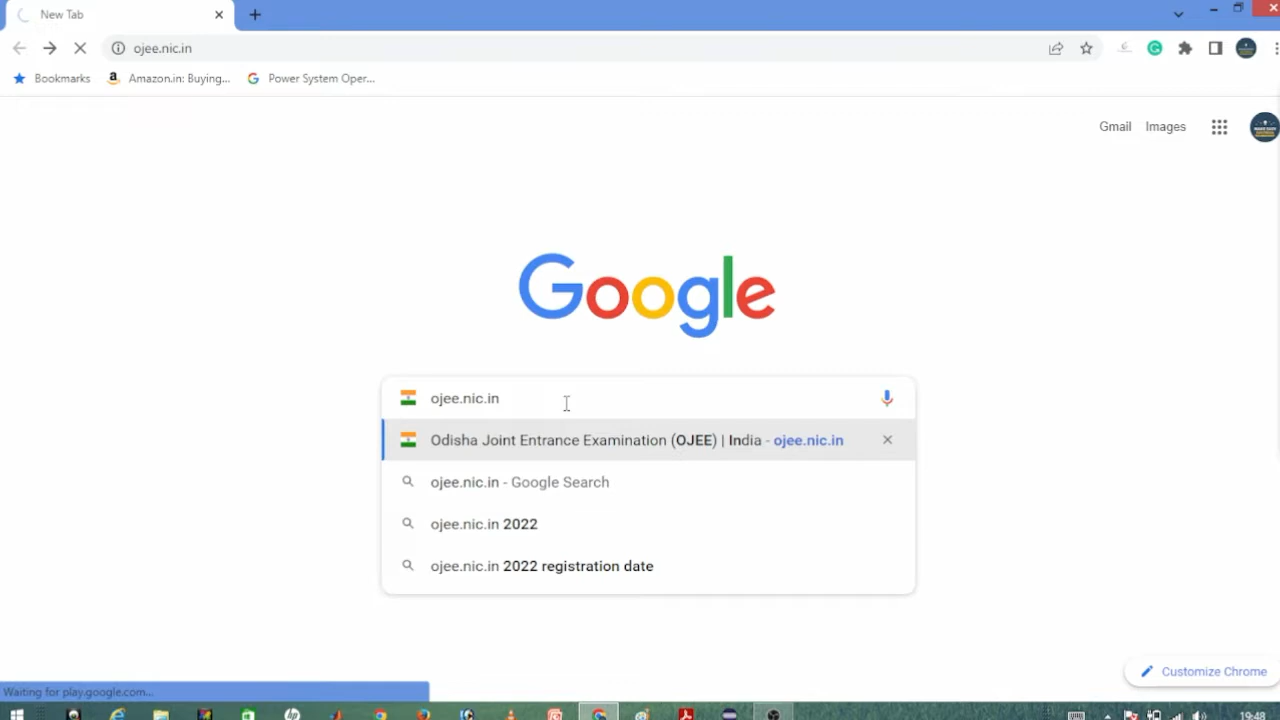 New Tab
ojee.nic.in
Bookmarks
Amazon.in: Buying...
Power System Oper...
Gmail
Images
Google
ojee.nic.in
Odisha Joint Entrance Examination (OJEE) | India - ojee.nic.in
ojee.nic.in - Google Search
ojee.nic.in 2022
ojee.nic.in 2022 registration date
Customize Chrome
Waiting for play.google.com...
19:48